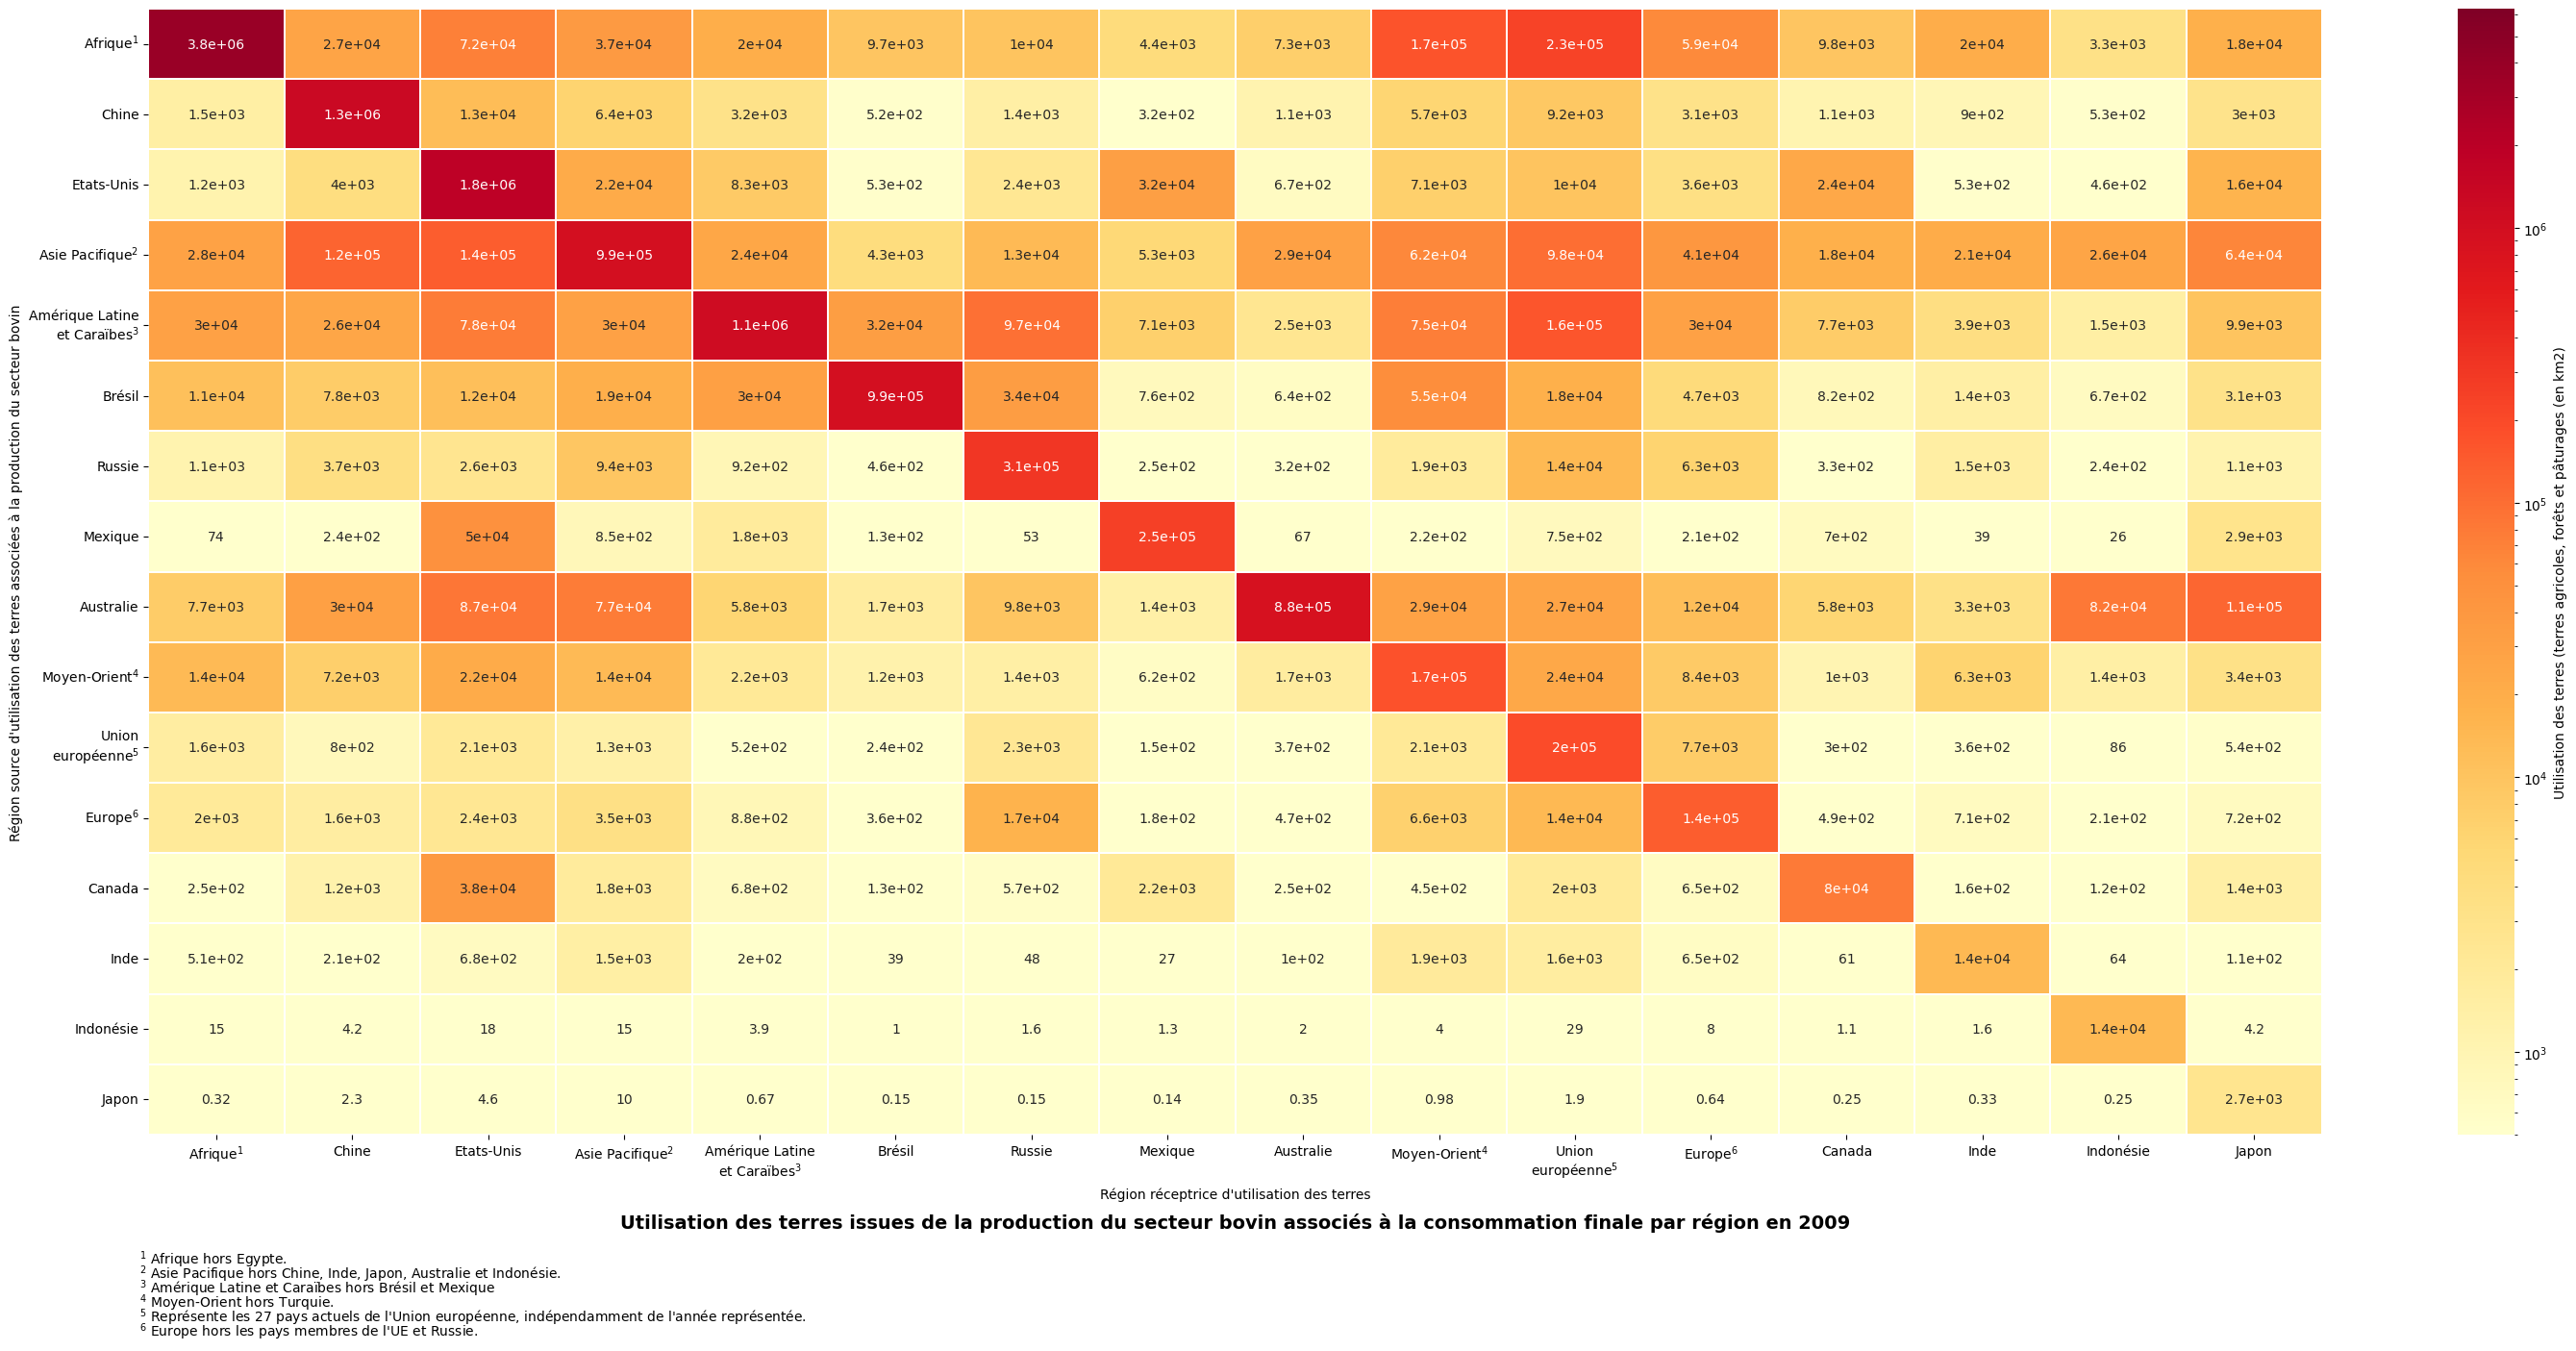 Afrique¹ 3.8e+06 2.7e+04 7.2e+04 3.7e+04 2e+04 9.7e+03 1e+04 4.4e+03 7.3e+03 1.7e+05 2.3e+05 5.9e+04 9.8e+03 2e+04 3.3e+03 1.8e+04
Chine 1.5e+03 1.3e+06 1.3e+04 6.4e+03 3.2e+03 5.2e+02 1.4e+03 3.2e+02 1.1e+03 5.7e+03 9.2e+03 3.1e+03 1.1e+03 9e+02 5.3e+02 3e+03
Etats-Unis 1.2e+03 4e+03 1.8e+06 2.2e+04 8.3e+03 5.3e+02 2.4e+03 3.2e+04 6.7e+02 7.1e+03 1e+04 3.6e+03 2.4e+04 5.3e+02 4.6e+02 1.6e+04
Asie Pacifique² 2.8e+04 1.2e+05 1.4e+05 9.9e+05 2.4e+04 4.3e+03 1.3e+04 5.3e+03 2.9e+04 6.2e+04 9.8e+04 4.1e+04 1.8e+04 2.1e+04 2.6e+04 6.4e+04
Amérique Latine
et Caraïbes³ 3e+04 2.6e+04 7.8e+04 3e+04 1.1e+06 3.2e+04 9.7e+04 7.1e+03 2.5e+03 7.5e+04 1.6e+05 3e+04 7.7e+03 3.9e+03 1.5e+03 9.9e+03
Brésil 1.1e+04 7.8e+03 1.2e+04 1.9e+04 3e+04 9.9e+05 3.4e+04 7.6e+02 6.4e+02 5.5e+04 1.8e+04 4.7e+03 8.2e+02 1.4e+03 6.7e+02 3.1e+03
Russie 1.1e+03 3.7e+03 2.6e+03 9.4e+03 9.2e+02 4.6e+02 3.1e+05 2.5e+02 3.2e+02 1.9e+03 1.4e+04 6.3e+03 3.3e+02 1.5e+03 2.4e+02 1.1e+03
Mexique 74 2.4e+02 5e+04 8.5e+02 1.8e+03 1.3e+02 53 2.5e+05 67 2.2e+02 7.5e+02 2.1e+02 7e+02 39 26 2.9e+03
Australie 7.7e+03 3e+04 8.7e+04 7.7e+04 5.8e+03 1.7e+03 9.8e+03 1.4e+03 8.8e+05 2.9e+04 2.7e+04 1.2e+04 5.8e+03 3.3e+03 8.2e+04 1.1e+05
Moyen-Orient⁴ 1.4e+04 7.2e+03 2.2e+04 1.4e+04 2.2e+03 1.2e+03 1.4e+03 6.2e+02 1.7e+03 1.7e+05 2.4e+04 8.4e+03 1e+03 6.3e+03 1.4e+03 3.4e+03
Union
européenne⁵ 1.6e+03 8e+02 2.1e+03 1.3e+03 5.2e+02 2.4e+02 2.3e+03 1.5e+02 3.7e+02 2.1e+03 2e+05 7.7e+03 3e+02 3.6e+02 86 5.4e+02
Europe⁶ 2e+03 1.6e+03 2.4e+03 3.5e+03 8.8e+02 3.6e+02 1.7e+04 1.8e+02 4.7e+02 6.6e+03 1.4e+04 1.4e+05 4.9e+02 7.1e+02 2.1e+02 7.2e+02
Canada 2.5e+02 1.2e+03 3.8e+04 1.8e+03 6.8e+02 1.3e+02 5.7e+02 2.2e+03 2.5e+02 4.5e+02 2e+03 6.5e+02 8e+04 1.6e+02 1.2e+02 1.4e+03
Inde 5.1e+02 2.1e+02 6.8e+02 1.5e+03 2e+02 39 48 27 1e+02 1.9e+03 1.6e+03 6.5e+02 61 1.4e+04 64 1.1e+02
Indonésie 15 4.2 18 15 3.9 1 1.6 1.3 2 4 29 8 1.1 1.6 1.4e+04 4.2
Japon 0.32 2.3 4.6 10 0.67 0.15 0.15 0.14 0.35 0.98 1.9 0.64 0.25 0.33 0.25 2.7e+03
Afrique¹ Chine Etats-Unis Asie Pacifique² Amérique Latine Brésil Russie Mexique Australie Moyen-Orient⁴ Union Europe⁶ Canada Inde Indonésie Japon
et Caraïbes³ européenne⁵
Région source d'utilisation des terres associées à la production du secteur bovin
Région réceptrice d'utilisation des terres
10⁶
10⁵
10⁴
10³
Utilisation des terres (terres agricoles, forêts et pâturages (en km2)
Utilisation des terres issues de la production du secteur bovin associés à la consommation finale par région en 2009
¹ Afrique hors Egypte.
² Asie Pacifique hors Chine, Inde, Japon, Australie et Indonésie.
³ Amérique Latine et Caraïbes hors Brésil et Mexique
⁴ Moyen-Orient hors Turquie.
⁵ Représente les 27 pays actuels de l'Union européenne, indépendamment de l'année représentée.
⁶ Europe hors les pays membres de l'UE et Russie.